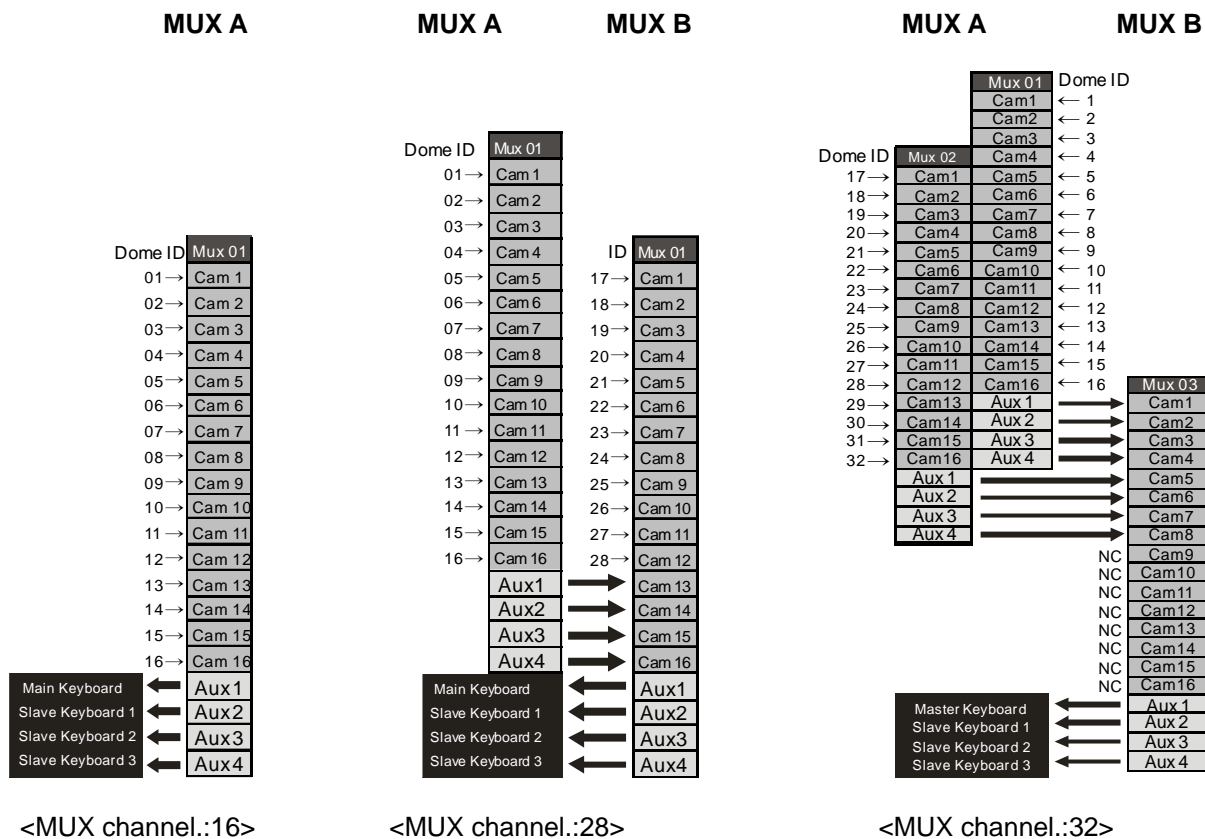 MUX A
Dome ID Mux 01
01→ Cam 1
02→ Cam 2
03→ Cam 3
04→ Cam 4
05→ Cam 5
06→ Cam 6
07→ Cam 7
08→ Cam 8
09→ Cam 9
10→ Cam 10
11→ Cam 11
12→ Cam 12
13→ Cam 13
14→ Cam 14
15→ Cam 15
16→ Cam 16
Main Keyboard Aux1
Slave Keyboard 1 Aux2
Slave Keyboard 2 Aux3
Slave Keyboard 3 Aux4
<MUX channel.:16>
MUX A MUX B
Dome ID Mux 01
01→ Cam 1
02→ Cam 2
03→ Cam 3
04→ Cam 4
05→ Cam 5
06→ Cam 6
07→ Cam 7
08→ Cam 8
09→ Cam 9
10→ Cam 10
11→ Cam 11
12→ Cam 12
13→ Cam 13
14→ Cam 14
15→ Cam 15
16→ Cam 16
Aux1
Aux2
Aux3
Aux4
ID Mux 01
17→ Cam 1
18→ Cam 2
19→ Cam 3
20→ Cam 4
21→ Cam 5
22→ Cam 6
23→ Cam 7
24→ Cam 8
25→ Cam 9
26→ Cam 10
27→ Cam 11
28→ Cam 12
Cam 13
Cam 14
Cam 15
Cam 16
Main Keyboard Aux1
Slave Keyboard 1 Aux2
Slave Keyboard 2 Aux3
Slave Keyboard 3 Aux4
<MUX channel.:28>
MUX A MUX B
Mux 01 Dome ID
Cam1 ← 1
Cam2 ← 2
Cam3 ← 3
Cam4 ← 4
Cam5 ← 5
Cam6 ← 6
Cam7 ← 7
Cam8 ← 8
Cam9 ← 9
Cam10 ← 10
Cam11 ← 11
Cam12 ← 12
Cam13 ← 13
Cam14 ← 14
Cam15 ← 15
Cam16 ← 16
Aux 1
Aux 2
Aux 3
Aux 4
Dome ID Mux 02
17→ Cam1
18→ Cam2
19→ Cam3
20→ Cam4
21→ Cam5
22→ Cam6
23→ Cam7
24→ Cam8
25→ Cam9
26→ Cam10
27→ Cam11
28→ Cam12
29→ Cam13
30→ Cam14
31→ Cam15
32→ Cam16
Aux 1
Aux 2
Aux 3
Aux 4
Mux 03
Cam1
Cam2
Cam3
Cam4
Cam5
Cam6
Cam7
Cam8
NC Cam9
NC Cam10
NC Cam11
NC Cam12
NC Cam13
NC Cam14
NC Cam15
NC Cam16
Master Keyboard Aux 1
Slave Keyboard 1 Aux 2
Slave Keyboard 2 Aux 3
Slave Keyboard 3 Aux 4
<MUX channel.:32>